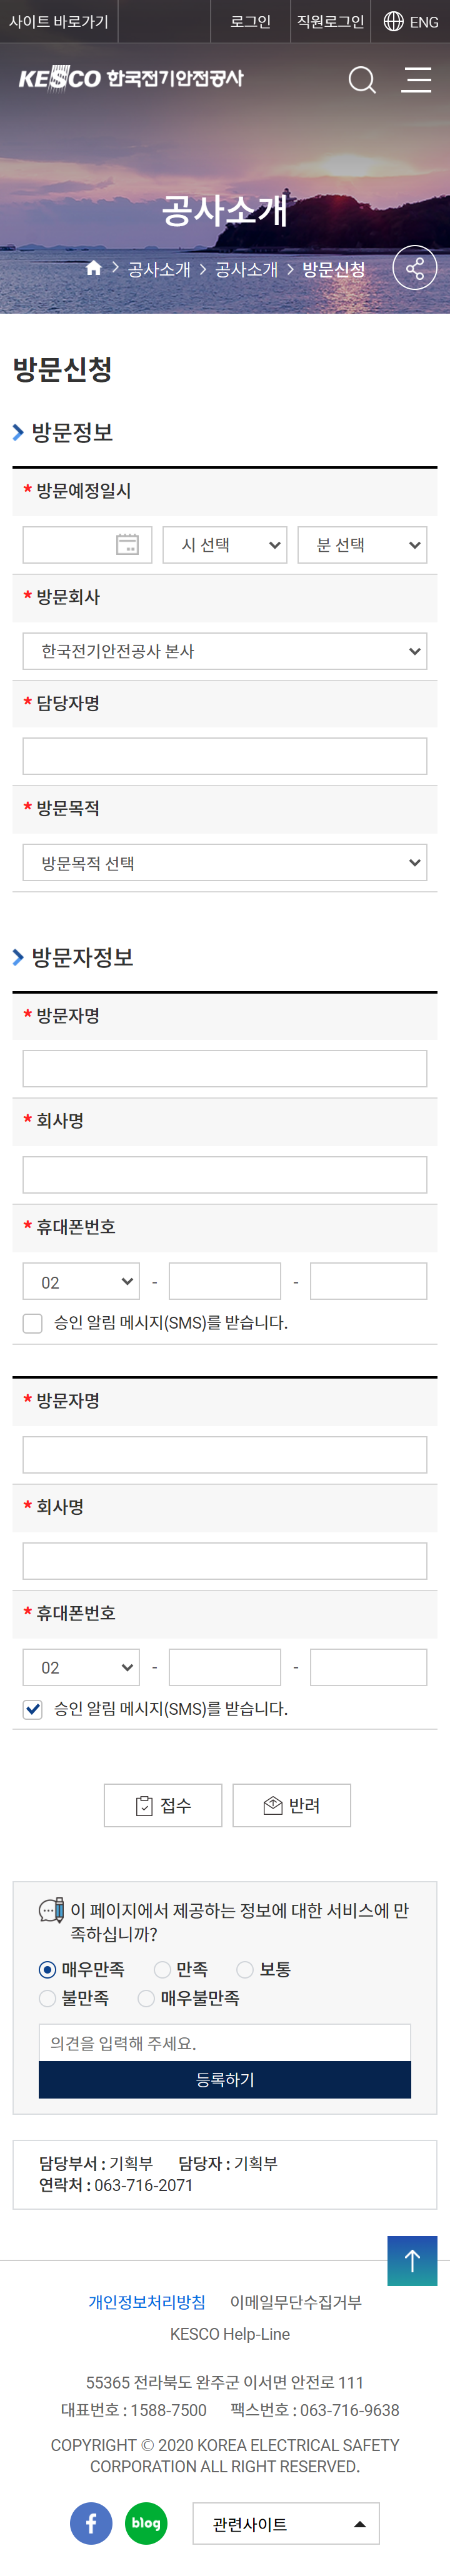 사이트 바로가기 로그인 직원로그인 ENG
KESCO 한국전기안전공사
공사소개
공사소개 > 공사소개 > 방문신청
방문신청
방문정보
* 방문예정일시
시 선택 분 선택
* 방문회사
한국전기안전공사 본사
* 담당자명
* 방문목적
방문목적 선택
방문자정보
* 방문자명
* 회사명
* 휴대폰번호
02 - -
승인 알림 메시지(SMS)를 받습니다.
* 방문자명
* 회사명
* 휴대폰번호
02 - -
승인 알림 메시지(SMS)를 받습니다.
접수 반려
이 페이지에서 제공하는 정보에 대한 서비스에 만
족하십니까?
매우만족 만족 보통
불만족 매우불만족
의견을 입력해 주세요.
등록하기
담당부서 : 기획부 담당자 : 기획부
연락처 : 063-716-2071
개인정보처리방침 이메일무단수집거부
KESCO Help-Line
55365 전라북도 완주군 이서면 안전로 111
대표번호 : 1588-7500 팩스번호 : 063-716-9638
COPYRIGHT © 2020 KOREA ELECTRICAL SAFETY
CORPORATION ALL RIGHT RESERVED.
f blog 관련사이트